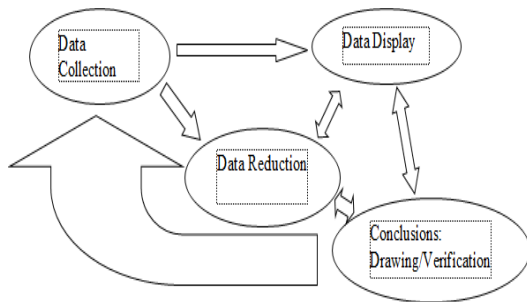 Data
Collection
Data Display
Data Reduction
Conclusions:
Drawing/Verification